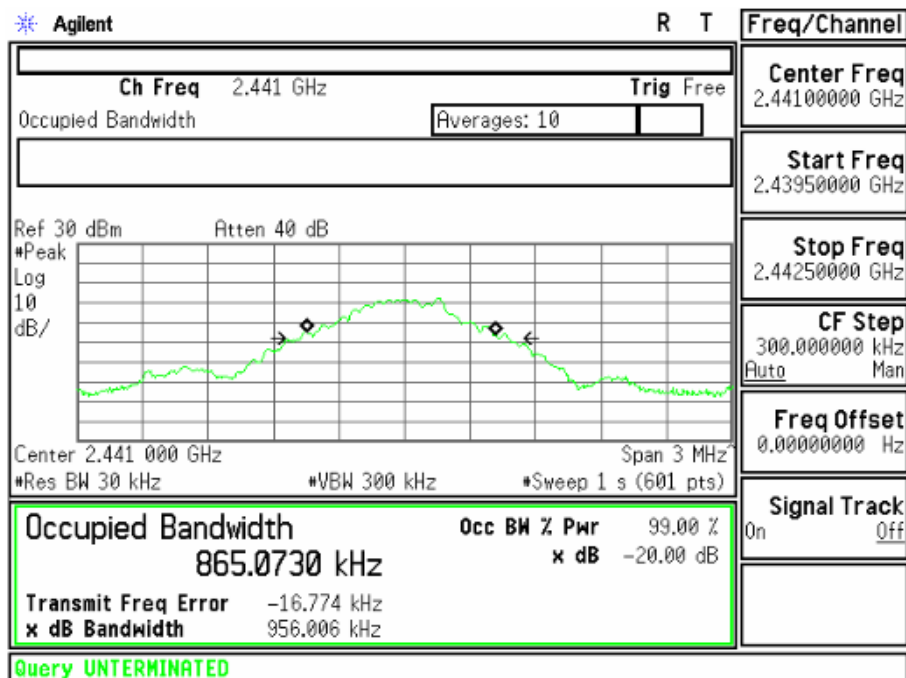 Agilent R T
Ch Freq 2.441 GHz Trig Free
Occupied Bandwidth Averages: 10
Ref 30 dBm Atten 40 dB
#Peak
Log
10
dB/
Center 2.441 000 GHz Span 3 MHz^
#Res BW 30 kHz #VBW 300 kHz #Sweep 1 s (601 pts)
Occupied Bandwidth
865.0730 kHz
Occ BW % Pwr 99.00 %
x dB -20.00 dB
Transmit Freq Error -16.774 kHz
x dB Bandwidth 956.006 kHz
Query UNTERMINATED
Freq/Channel
Center Freq
2.44100000 GHz
Start Freq
2.43950000 GHz
Stop Freq
2.44250000 GHz
CF Step
300.000000 kHz
Auto Man
Freq Offset
0.00000000 Hz
Signal Track
On Off